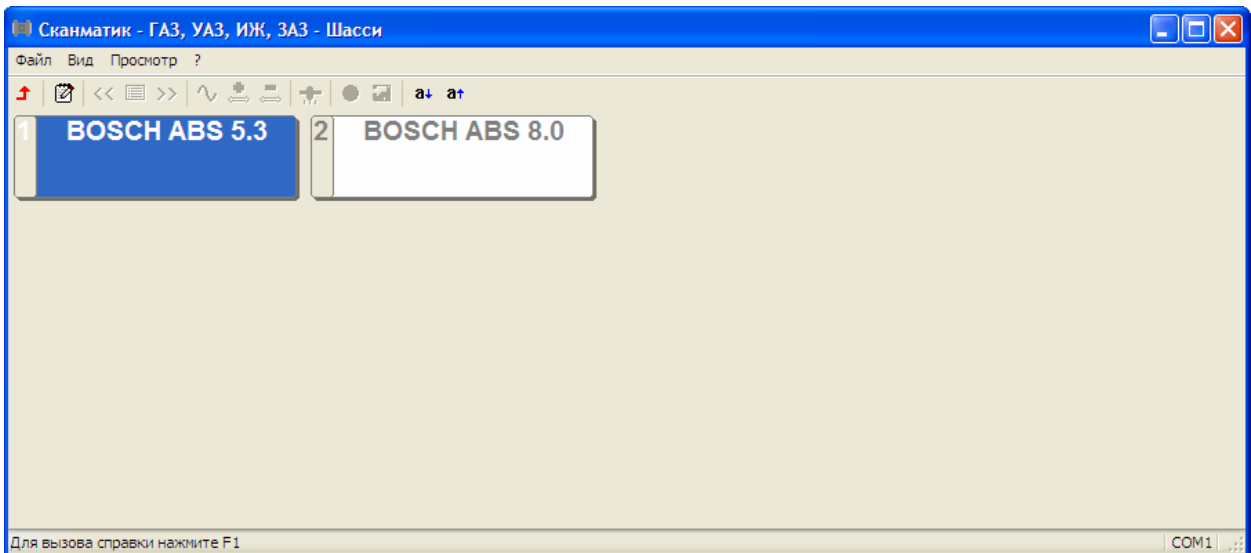 Сканматик - ГАЗ, УАЗ, ИЖ, ЗАЗ - Шасси
Файл Вид Просмотр ?
<< >> a a
1 BOSCH ABS 5.3 2 BOSCH ABS 8.0
Для вызова справки нажмите F1 COM1